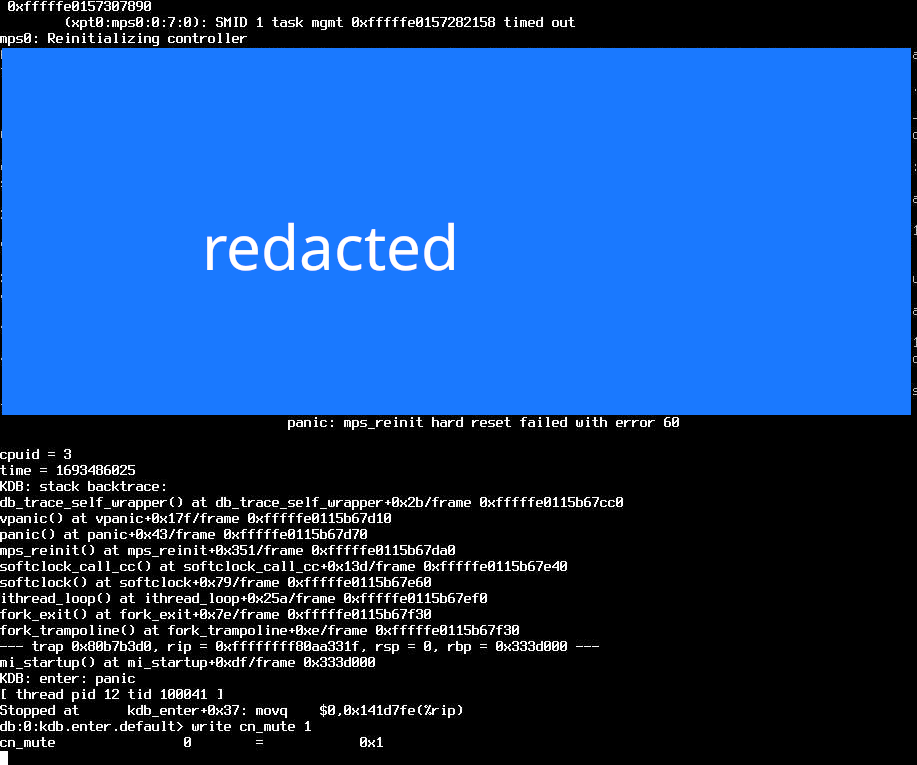 0xfffffe0157307890
(xpt0:mps0:0:7:0): SMID 1 task mgmt 0xfffffe0157282158 timed out
mps0: Reinitializing controller
redacted
panic: mps_reinit hard reset failed with error 60
cpuid = 3
time = 1693486025
KDB: stack backtrace:
db_trace_self_wrapper() at db_trace_self_wrapper+0x2b/frame 0xfffffe0115b67cc0
vpanic() at vpanic+0x17f/frame 0xfffffe0115b67d10
panic() at panic+0x43/frame 0xfffffe0115b67d70
mps_reinit() at mps_reinit+0x351/frame 0xfffffe0115b67da0
softclock_call_cc() at softclock_call_cc+0x13d/frame 0xfffffe0115b67e40
softclock() at softclock+0x79/frame 0xfffffe0115b67e60
ithread_loop() at ithread_loop+0x25a/frame 0xfffffe0115b67ef0
fork_exit() at fork_exit+0x7e/frame 0xfffffe0115b67f30
fork_trampoline() at fork_trampoline+0xe/frame 0xfffffe0115b67f30
--- trap 0x80b7b3d0, rip = 0xffffffff80aa331f, rsp = 0, rbp = 0x333d000 ---
mi_startup() at mi_startup+0xdf/frame 0x333d000
KDB: enter: panic
[ thread pid 12 tid 100041 ]
Stopped at kdb_enter+0x37: movq $0,0x141d7fe(%rip)
db:0:kdb.enter.default> write cn_mute 1
cn_mute 0 = 0x1